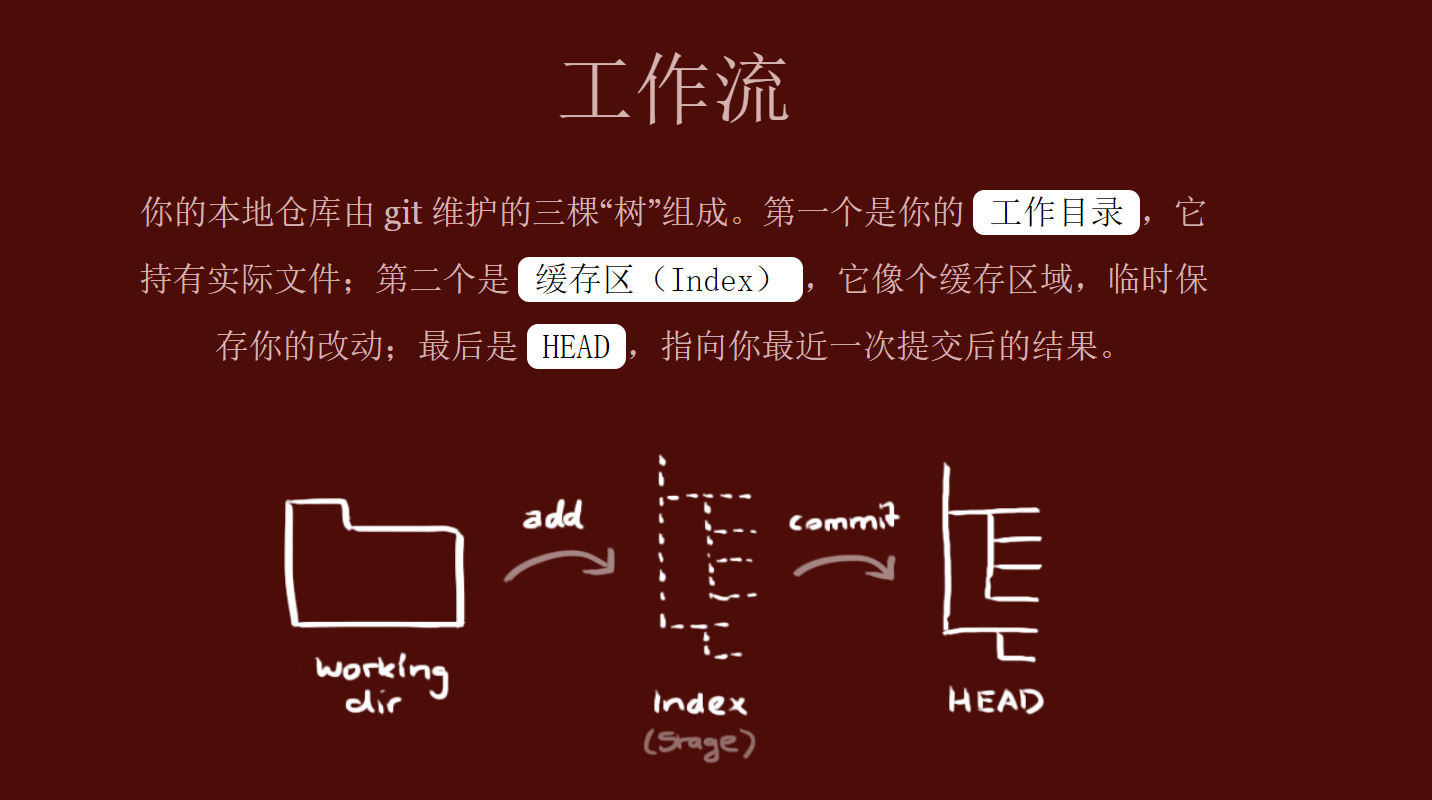 工作流
你的本地仓库由 git 维护的三棵“树”组成。第一个是你的 工作目录，它
持有实际文件；第二个是 缓存区（Index），它像个缓存区域，临时保
存你的改动；最后是 HEAD，指向你最近一次提交后的结果。
add
commit
working
dir
Index
(Stage)
HEAD